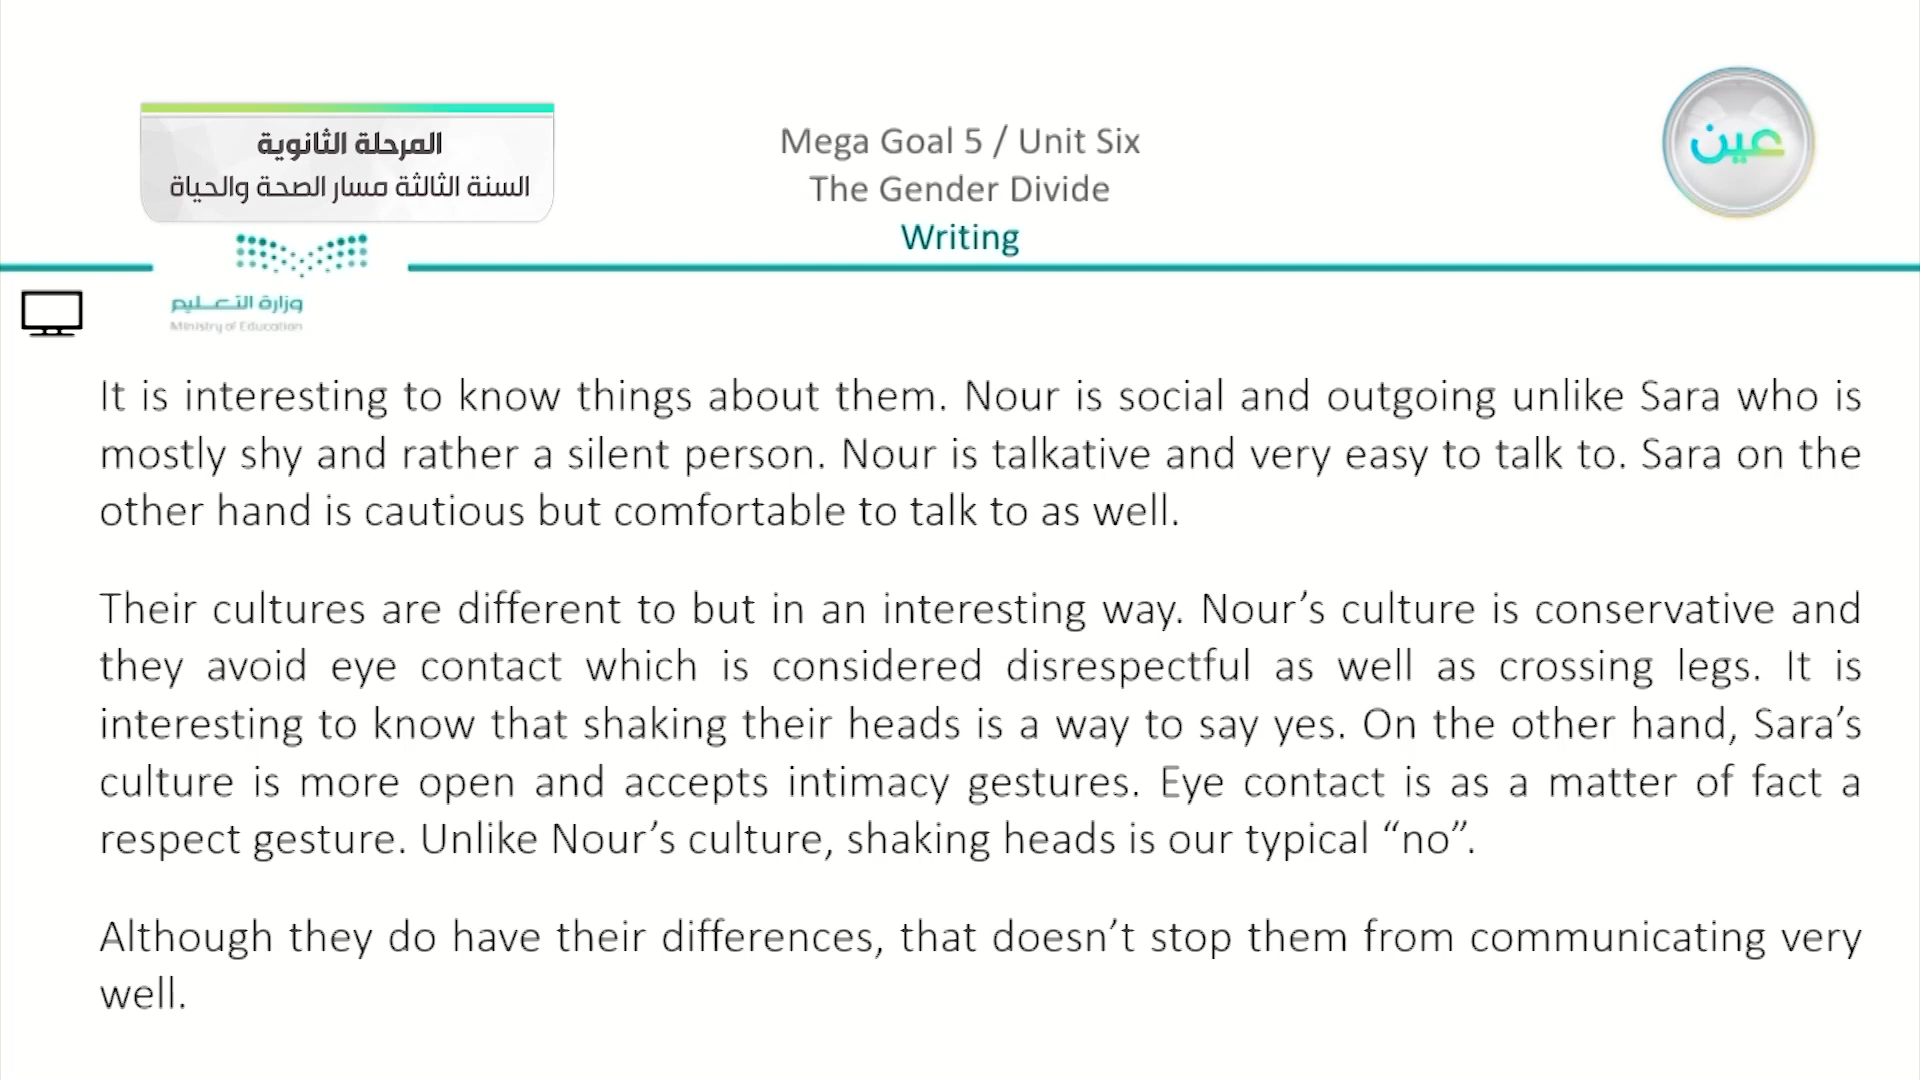 المرحلة الثانوية
السنة الثالثة مسار الصحة والحياة
Mega Goal 5 / Unit Six
The Gender Divide
Writing
عين
وزارة التعليم
Ministry of Education
It is interesting to know things about them. Nour is social and outgoing unlike Sara who is
mostly shy and rather a silent person. Nour is talkative and very easy to talk to. Sara on the
other hand is cautious but comfortable to talk to as well.
Their cultures are different to but in an interesting way. Nour’s culture is conservative and
they avoid eye contact which is considered disrespectful as well as crossing legs. It is
interesting to know that shaking their heads is a way to say yes. On the other hand, Sara’s
culture is more open and accepts intimacy gestures. Eye contact is as a matter of fact a
respect gesture. Unlike Nour’s culture, shaking heads is our typical “no”.
Although they do have their differences, that doesn’t stop them from communicating very
well.